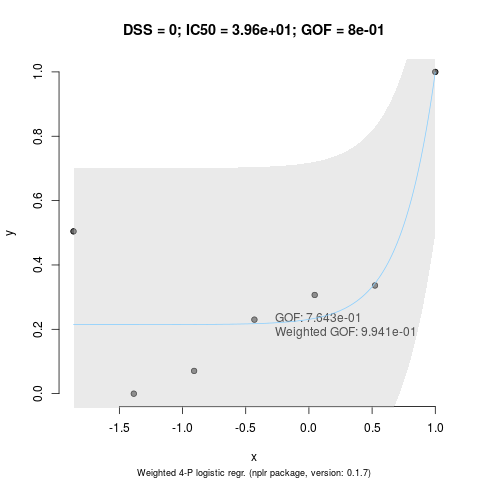 DSS = 0; IC50 = 3.96e+01; GOF = 8e-01
1.0
0.8
0.6
0.4
0.2
0.0
y
GOF: 7.643e-01
Weighted GOF: 9.941e-01
-1.5 -1.0 -0.5 0.0 0.5 1.0
x
Weighted 4-P logistic regr. (nplr package, version: 0.1.7)